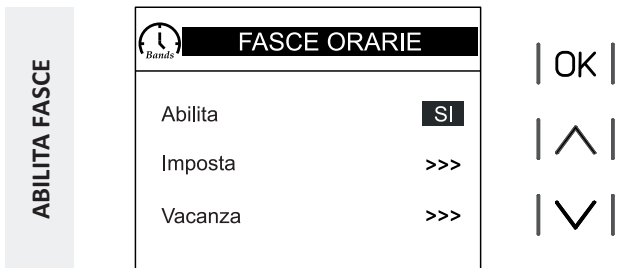 ABILITA FASCE
Bands
FASCE ORARIE
Abilita SI
Imposta >>>
Vacanza >>>
OK